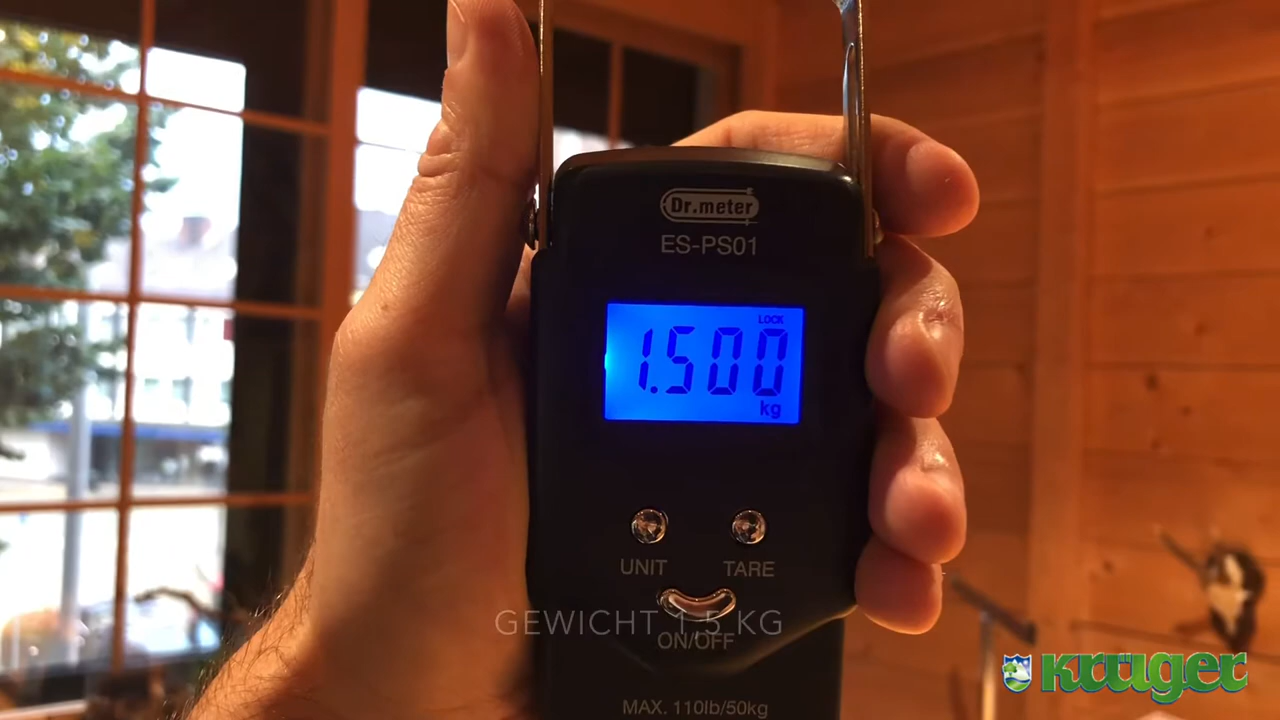 Dr.meter
ES-PS01
LOCK
1.500
kg
UNIT TARE
GEWICHT 1,5 KG
ON/OFF
MAX. 110lb/50kg
Krüger